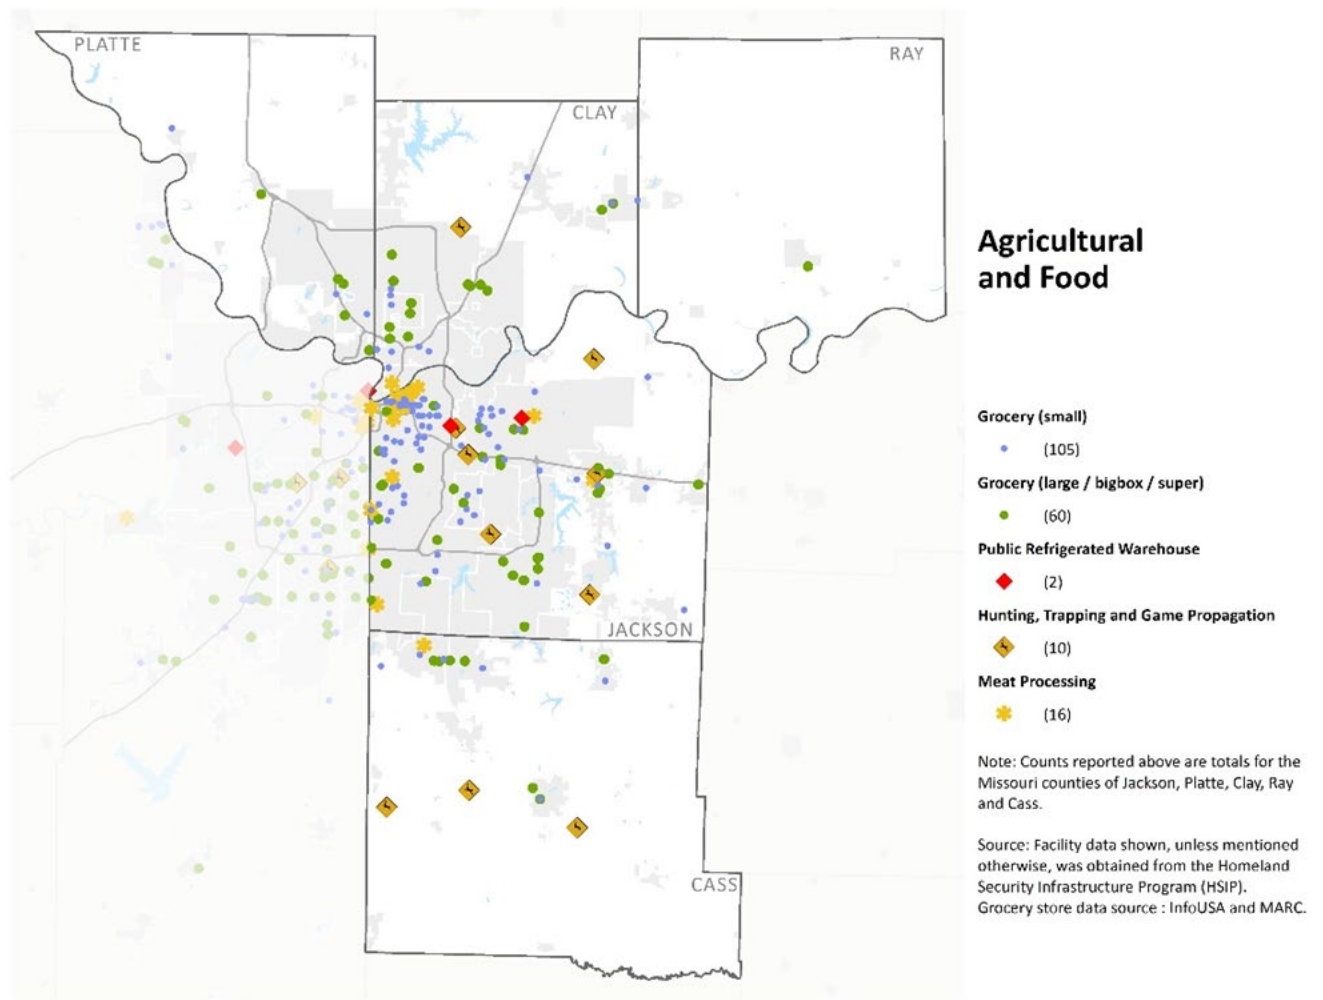 PLATTE
RAY
CLAY
JACKSON
CASS
Agricultural
and Food
Grocery (small)
(105)
Grocery (large / bigbox / super)
(60)
Public Refrigerated Warehouse
(2)
Hunting, Trapping and Game Propagation
(10)
Meat Processing
(16)
Note: Counts reported above are totals for the
Missouri counties of Jackson, Platte, Clay, Ray
and Cass.
Source: Facility data shown, unless mentioned
otherwise, was obtained from the Homeland
Security Infrastructure Program (HSIP).
Grocery store data source : InfoUSA and MARC.